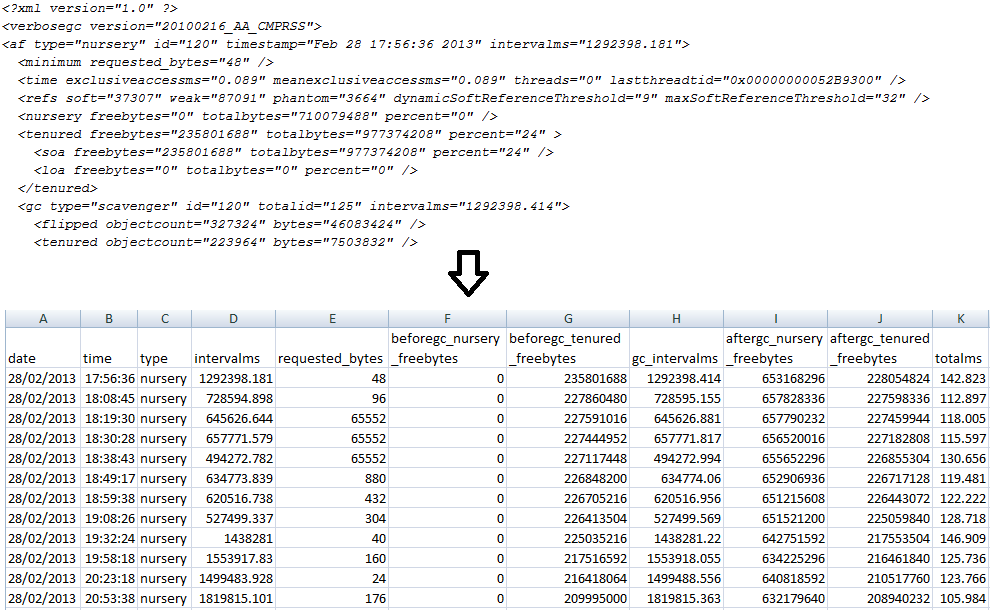 <?xml version="1.0" ?>
<verbosegc version="20100216_AA_CMPRSS">
<af type="nursery" id="120" timestamp="Feb 28 17:56:36 2013" intervalms="1292398.181">
<minimum requested_bytes="48" />
<time exclusiveaccessms="0.089" meanexclusiveaccessms="0.089" threads="0" lastthreadtid="0x00000000052B9300" />
<refs soft="37307" weak="87091" phantom="3664" dynamicSoftReferenceThreshold="9" maxSoftReferenceThreshold="32" />
<nursery freebytes="0" totalbytes="710079488" percent="0" />
<tenured freebytes="235801688" totalbytes="977374208" percent="24" >
<soa freebytes="235801688" totalbytes="977374208" percent="24" />
<loa freebytes="0" totalbytes="0" percent="0" />
</tenured>
<gc type="scavenger" id="120" totalid="125" intervalms="1292398.414">
<flipped objectcount="327324" bytes="46083424" />
<tenured objectcount="223964" bytes="7503832" />
A B C D E F G H I J K
beforegc_nursery beforegc_tenured aftergc_nursery aftergc_tenured
date time type intervalms requested_bytes _freebytes _freebytes gc_intervalms _freebytes _freebytes totalms
28/02/2013 17:56:36 nursery 1292398.181 48 0 235801688 1292398.414 653168296 228054824 142.823
28/02/2013 18:08:45 nursery 728594.898 96 0 227860480 728595.155 657828336 227598336 112.897
28/02/2013 18:19:30 nursery 645626.644 65552 0 227591016 645626.881 657790232 227459944 118.005
28/02/2013 18:30:28 nursery 657771.579 65552 0 227444952 657771.817 656520016 227182808 115.597
28/02/2013 18:38:43 nursery 494272.782 65552 0 227117448 494272.994 655652296 226855304 130.656
28/02/2013 18:49:17 nursery 634773.839 880 0 226848200 634774.06 652906936 226717128 119.481
28/02/2013 18:59:38 nursery 620516.738 432 0 226705216 620516.956 651215608 226443072 122.222
28/02/2013 19:08:26 nursery 527499.337 304 0 226413504 527499.569 651521200 225059840 128.718
28/02/2013 19:32:24 nursery 1438281 40 0 225035216 1438281.22 642751592 217553504 146.909
28/02/2013 19:58:18 nursery 1553917.83 160 0 217516592 1553918.055 634225296 216461840 125.736
28/02/2013 20:23:18 nursery 1499483.928 24 0 216418064 1499488.556 640818592 210517760 123.766
28/02/2013 20:53:38 nursery 1819815.101 176 0 209995000 1819815.363 632179640 208940232 105.984